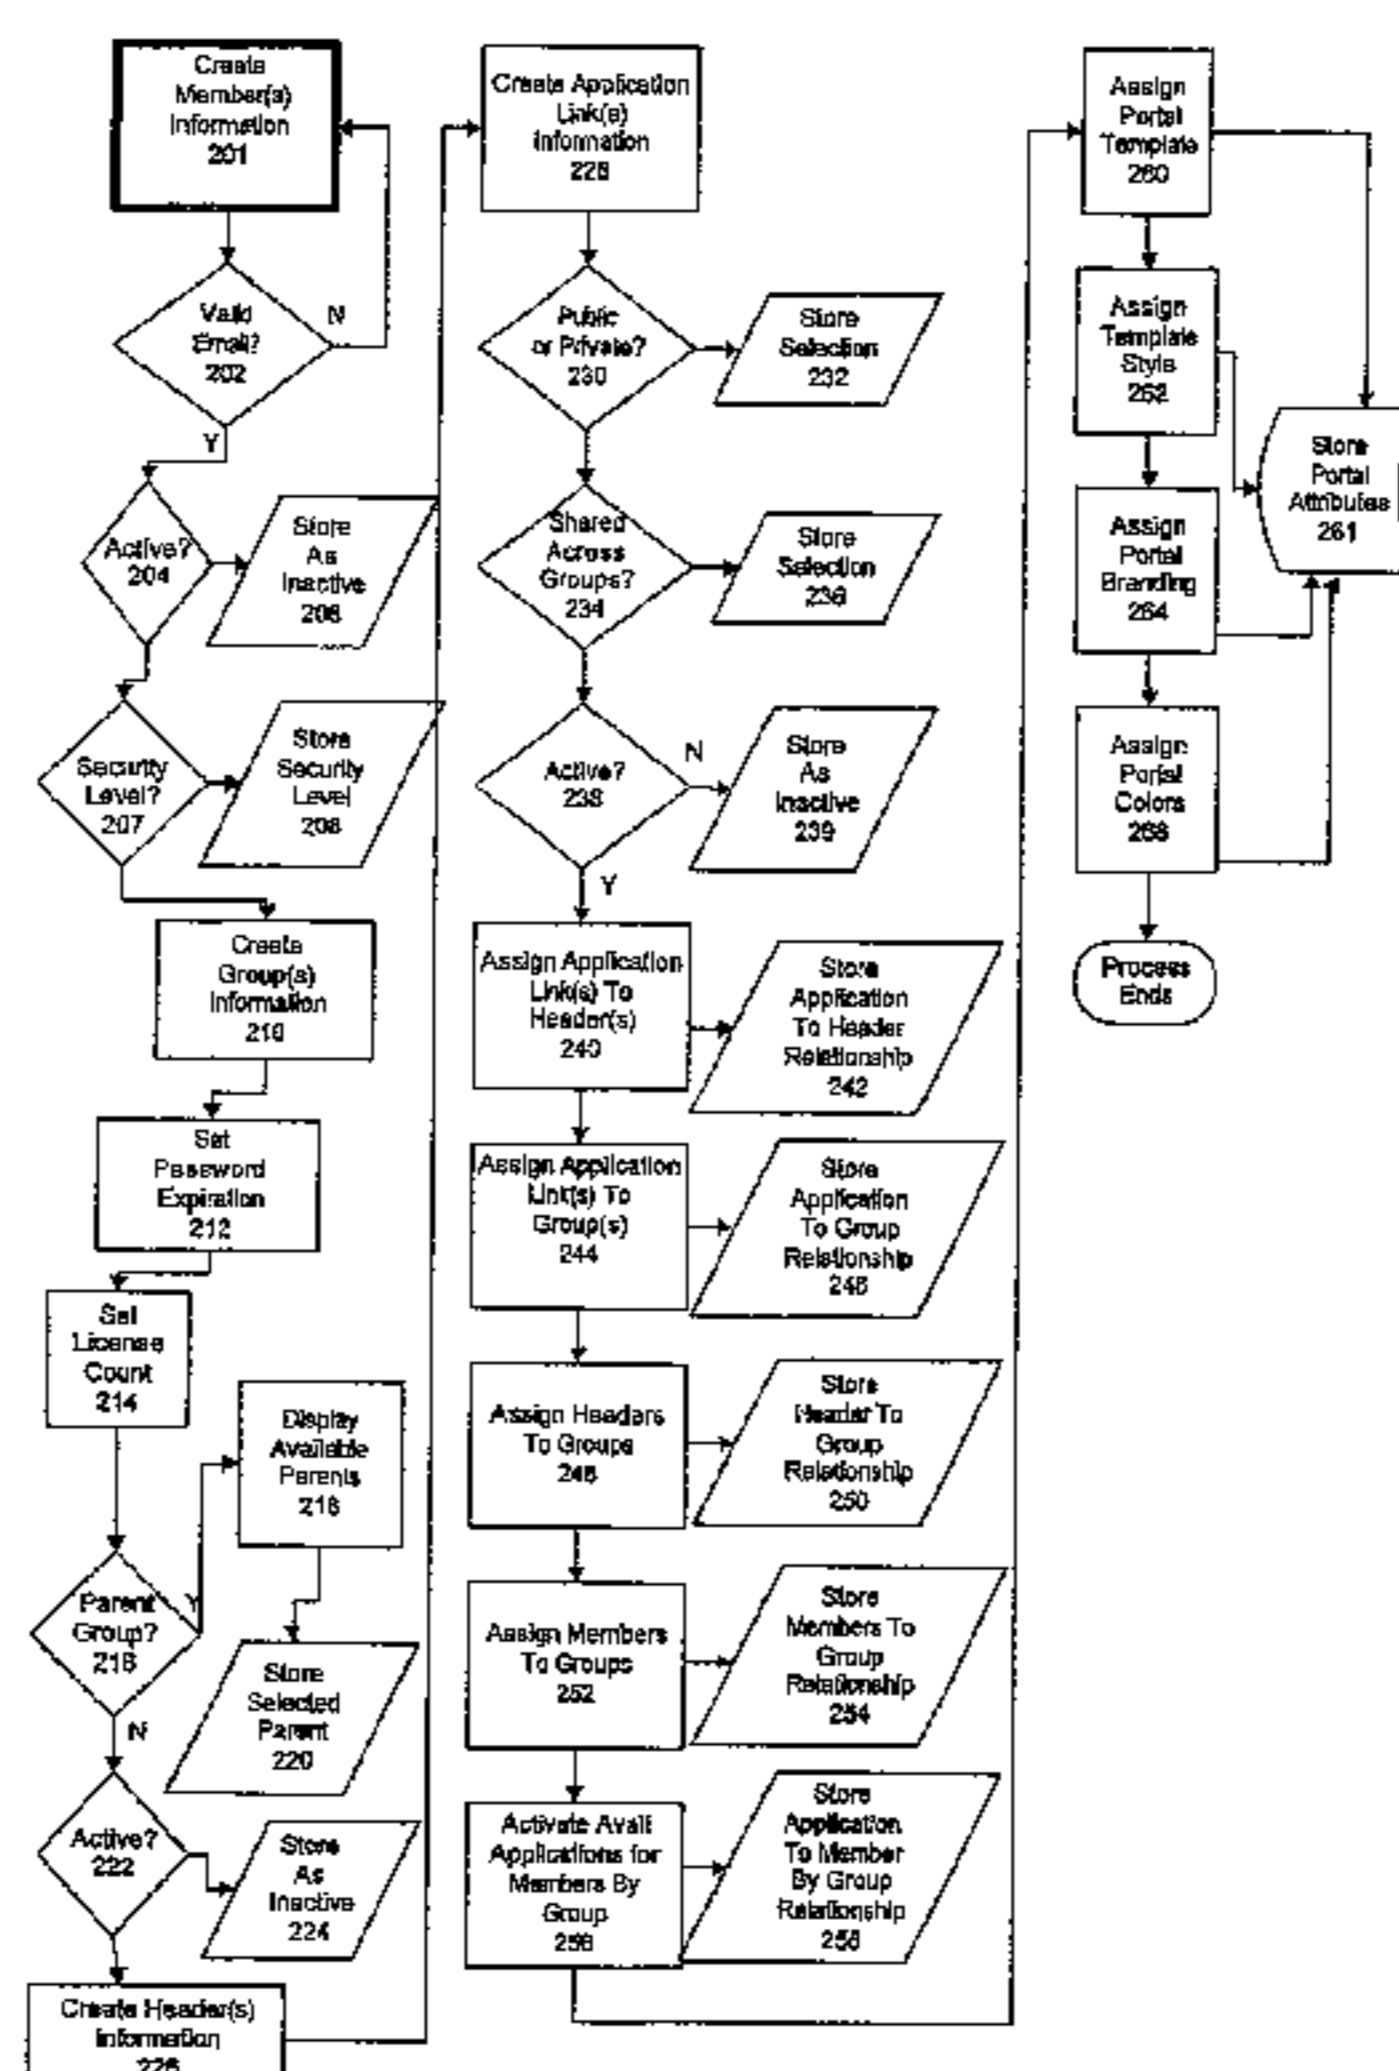 Create
Member(s)
Information
201
Valid
Email?
202
N
Y
Active?
204
Store
As
Inactive
206
Security
Level?
207
Store
Security
Level
208
Create
Group(s)
Information
210
Set
Password
Expiration
212
Set
License
Count
214
Display
Available
Parents
218
Parent
Group?
216
Y
N
Store
Selected
Parent
220
Active?
222
Store
As
Inactive
224
Create Header(s)
Information
226
Create Application
Link(s)
Information
228
Public
or Private?
230
Store
Selection
232
Shared
Across
Groups?
234
Store
Selection
236
Active?
238
N
Y
Store
As
Inactive
239
Assign Application
Link(s) To
Header(s)
240
Store
Application
To Header
Relationship
242
Assign Application
Link(s) To
Group(s)
244
Store
Application
To Group
Relationship
246
Assign Headers
To Groups
248
Store
Header To
Group
Relationship
250
Assign Members
To Groups
252
Store
Members To
Group
Relationship
254
Activate Avail
Applications for
Members By
Group
256
Store
Application
To Member
By Group
Relationship
258
Assign
Portal
Template
260
Assign
Template
Style
262
Store
Portal
Attributes
261
Assign
Portal
Branding
264
Assign
Portal
Colors
268
Process
Ends